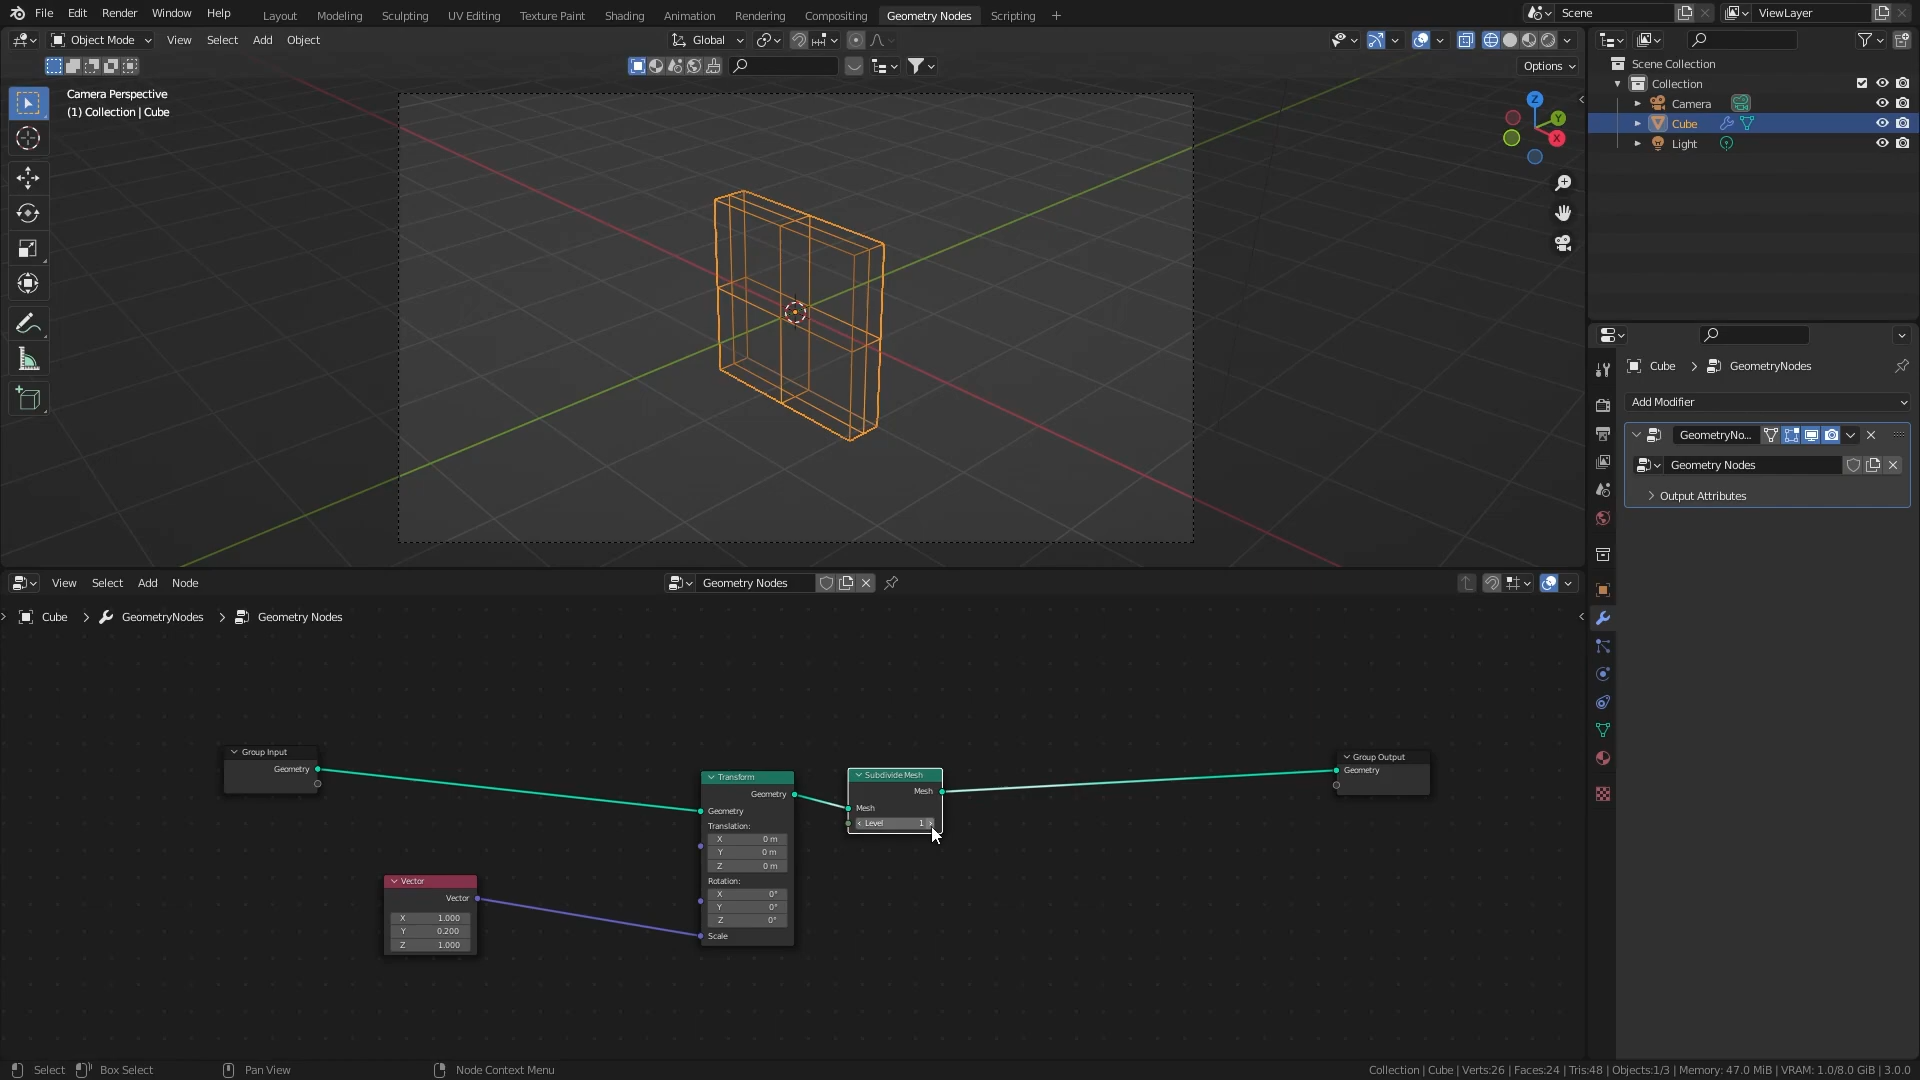 File Edit Render Window Help
Layout Modeling Sculpting UV Editing Texture Paint Shading Animation Rendering Compositing Geometry Nodes Scripting +
Scene
ViewLayer
Object Mode View Select Add Object
Global
Options
Camera Perspective
(1) Collection | Cube
Z
Y
X
Scene Collection
Collection
Camera
Cube
Light
Cube > GeometryNodes
Add Modifier
GeometryNo...
Geometry Nodes
Output Attributes
View Select Add Node
Geometry Nodes
Cube > GeometryNodes > Geometry Nodes
Group Input
Geometry
Vector
Vector
X 1.000
Y 0.200
Z 1.000
Transform
Geometry
Geometry
Translation:
X 0 m
Y 0 m
Z 0 m
Rotation:
X 0°
Y 0°
Z 0°
Scale
Subdivide Mesh
Mesh
Mesh
Level 1
Group Output
Geometry
Select Box Select Pan View Node Context Menu
Collection | Cube | Verts:26 | Faces:24 | Tris:48 | Objects:1/3 | Memory: 47.0 MiB | VRAM: 1.0/8.0 GiB | 3.0.0